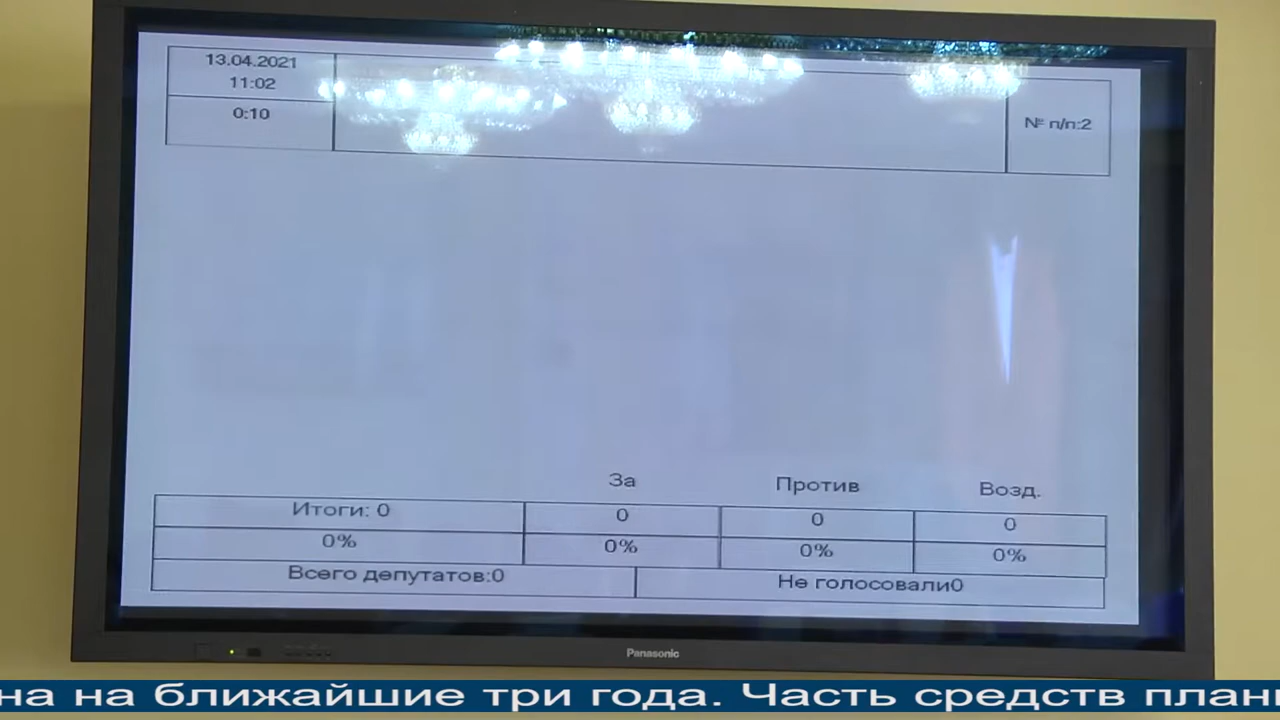 13.04.2021
11:02
0:10
№ п/п:2
За Против Возд.
Итоги: 0 0 0 0
0% 0% 0% 0%
Всего депутатов:0 Не голосовали0
Panasonic
на на ближайшие три года. Часть средств план